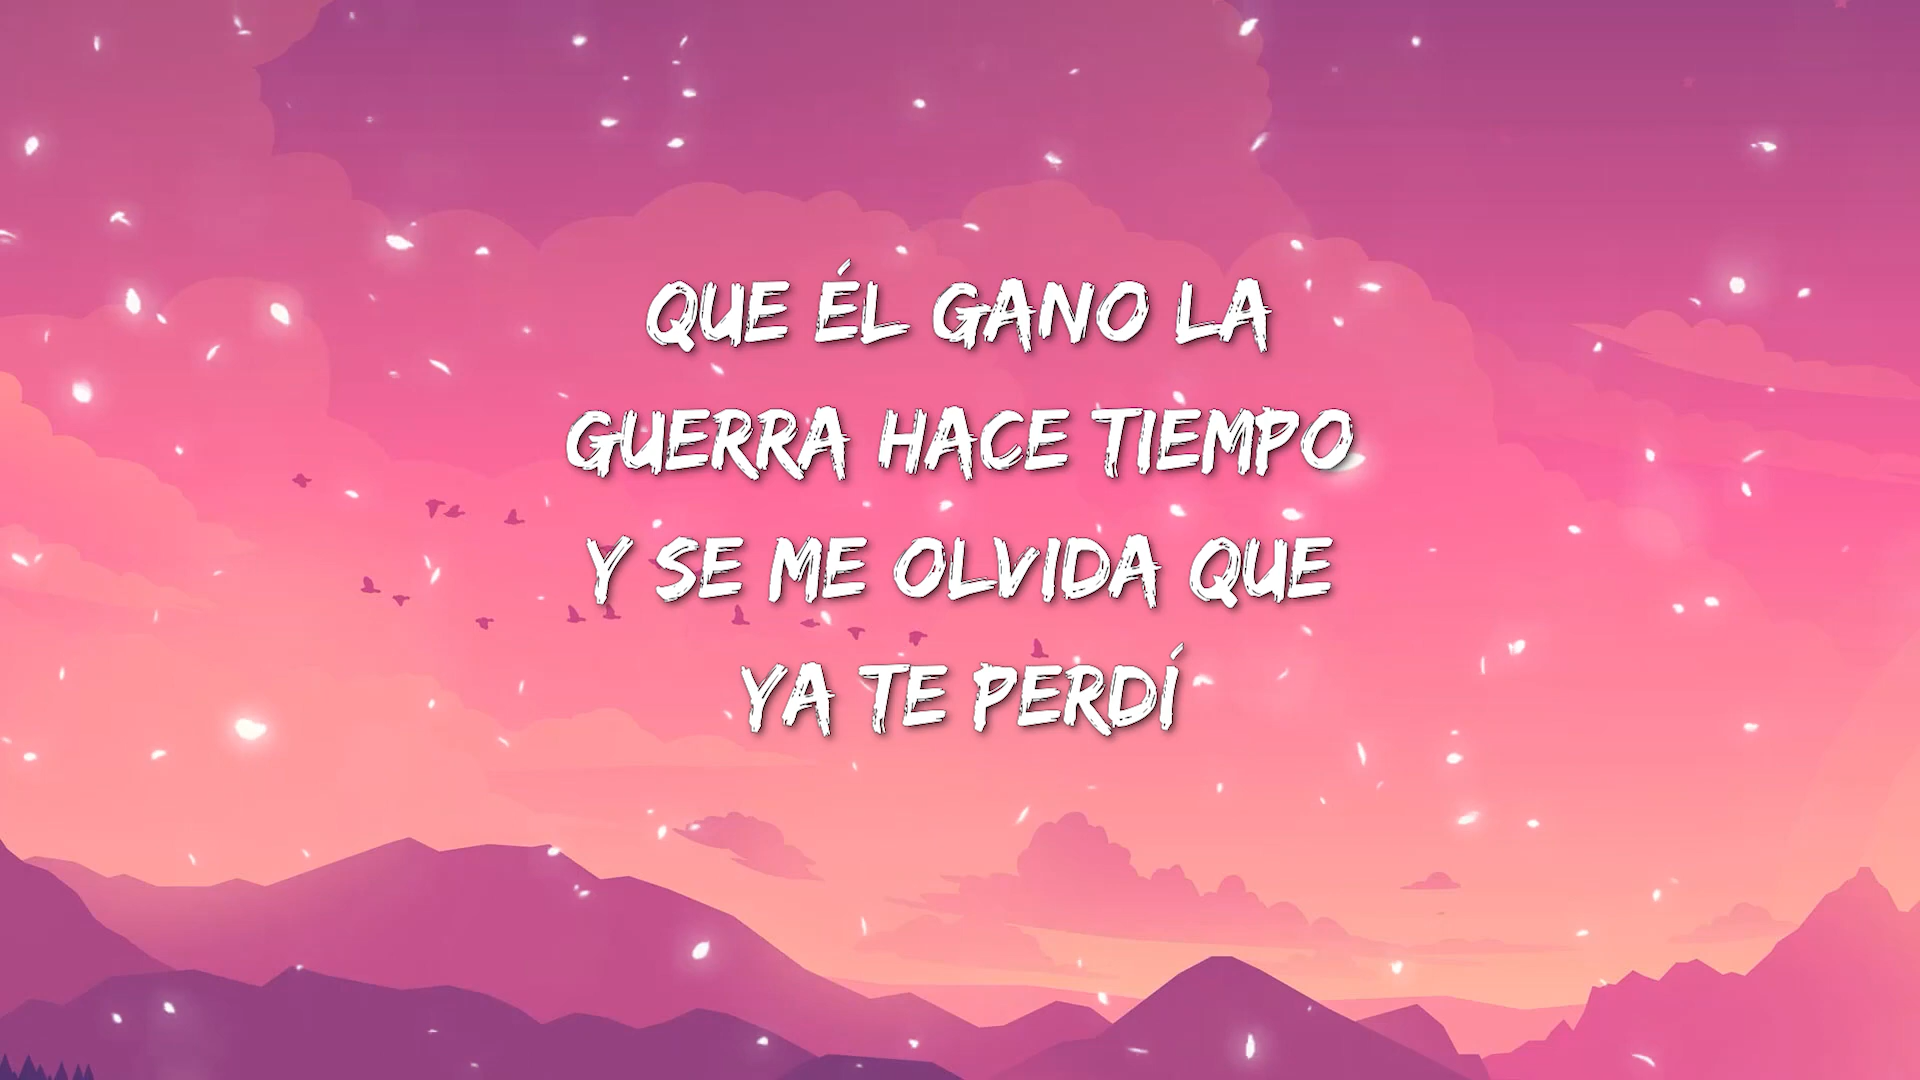 QUE ÉL GANO LA
GUERRA HACE TIEMPO
Y SE ME OLVIDA QUE
YA TE PERDÍ